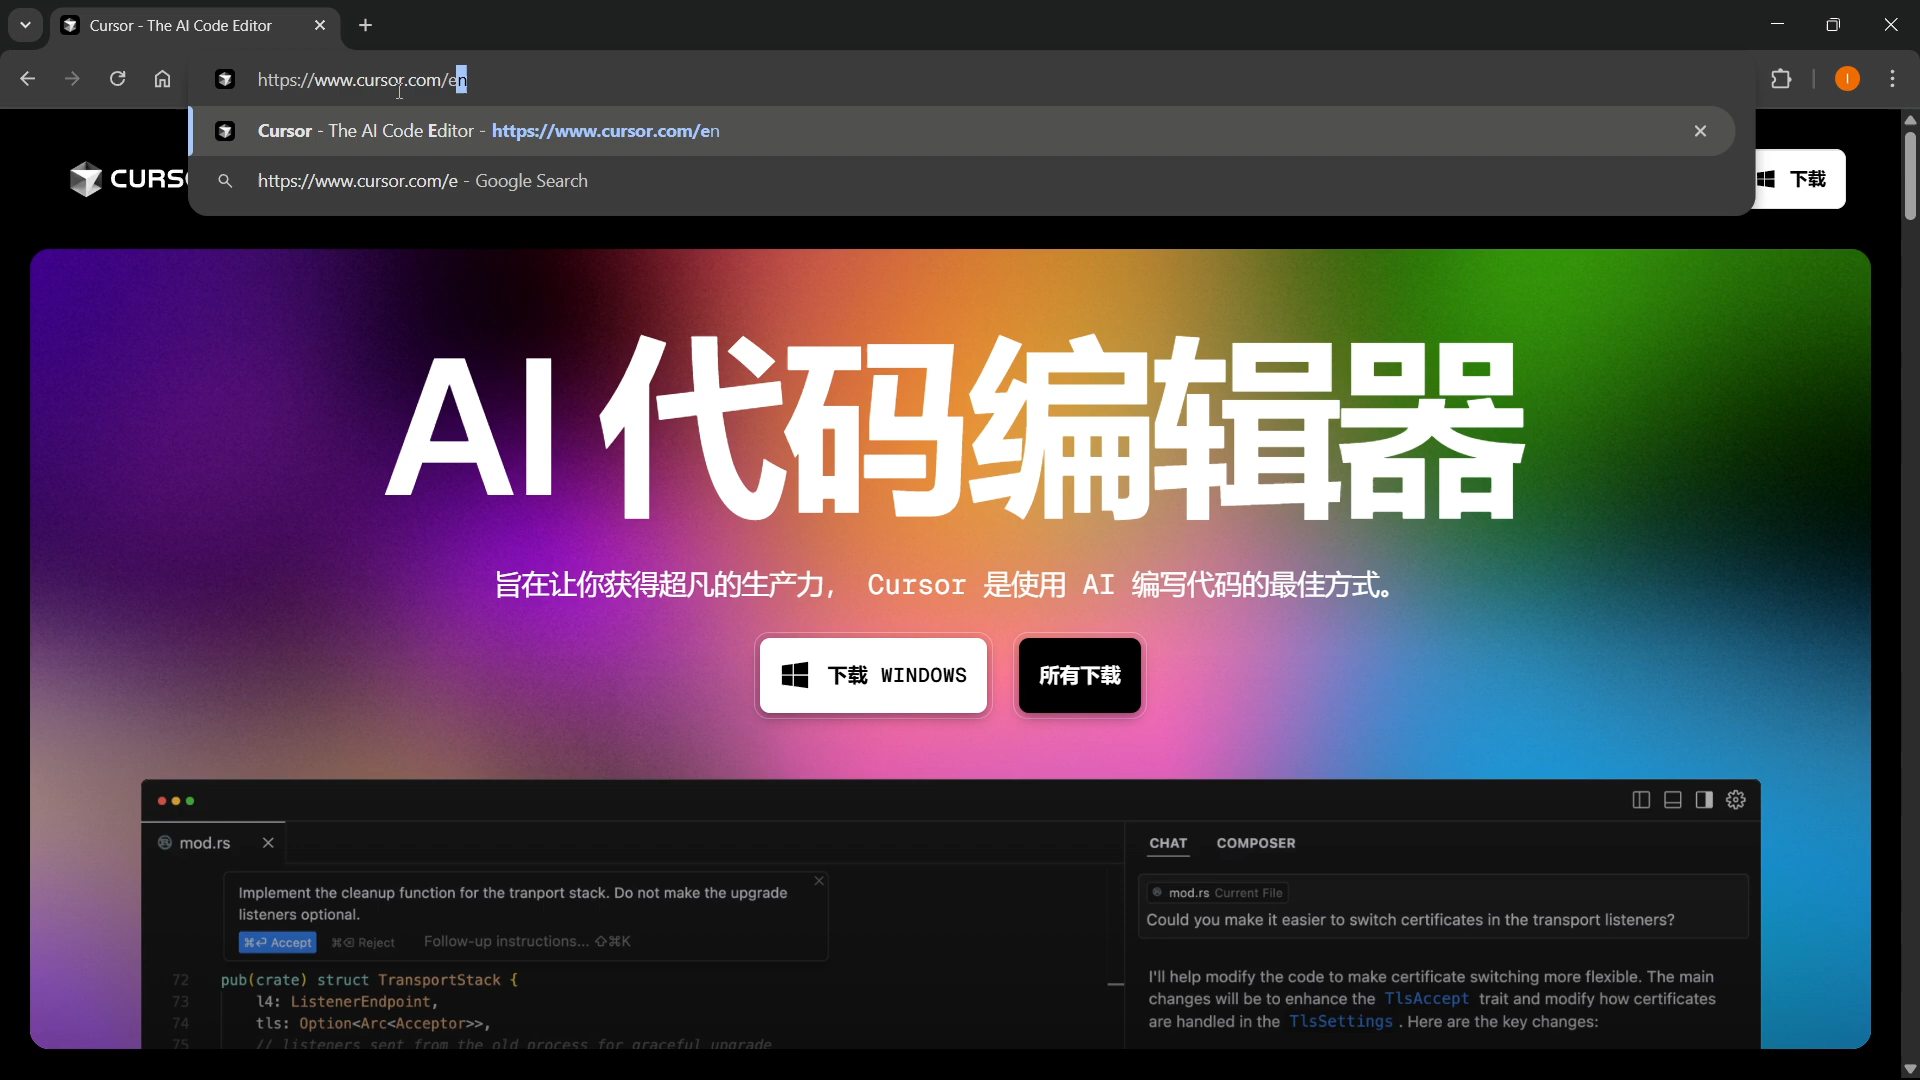 Cursor - The AI Code Editor
https://www.cursor.com/en
Cursor - The AI Code Editor - https://www.cursor.com/en
https://www.cursor.com/e - Google Search
I
CURSO
下载
AI 代码编辑器
旨在让你获得超凡的生产力， Cursor 是使用 AI 编写代码的最佳方式。
下载 WINDOWS
所有下载
mod.rs
Implement the cleanup function for the tranport stack. Do not make the upgrade
listeners optional.
⌘⏎ Accept ⌘⌫ Reject Follow-up instructions... ⇧⌘K
72 pub(crate) struct TransportStack {
73 l4: ListenerEndpoint,
74 tls: Option<Arc<Acceptor>>,
75 // listeners sent from the old process for graceful upgrade
CHAT COMPOSER
mod.rs Current File
Could you make it easier to switch certificates in the transport listeners?
I'll help modify the code to make certificate switching more flexible. The main
changes will be to enhance the TlsAccept trait and modify how certificates
are handled in the TlsSettings . Here are the key changes: